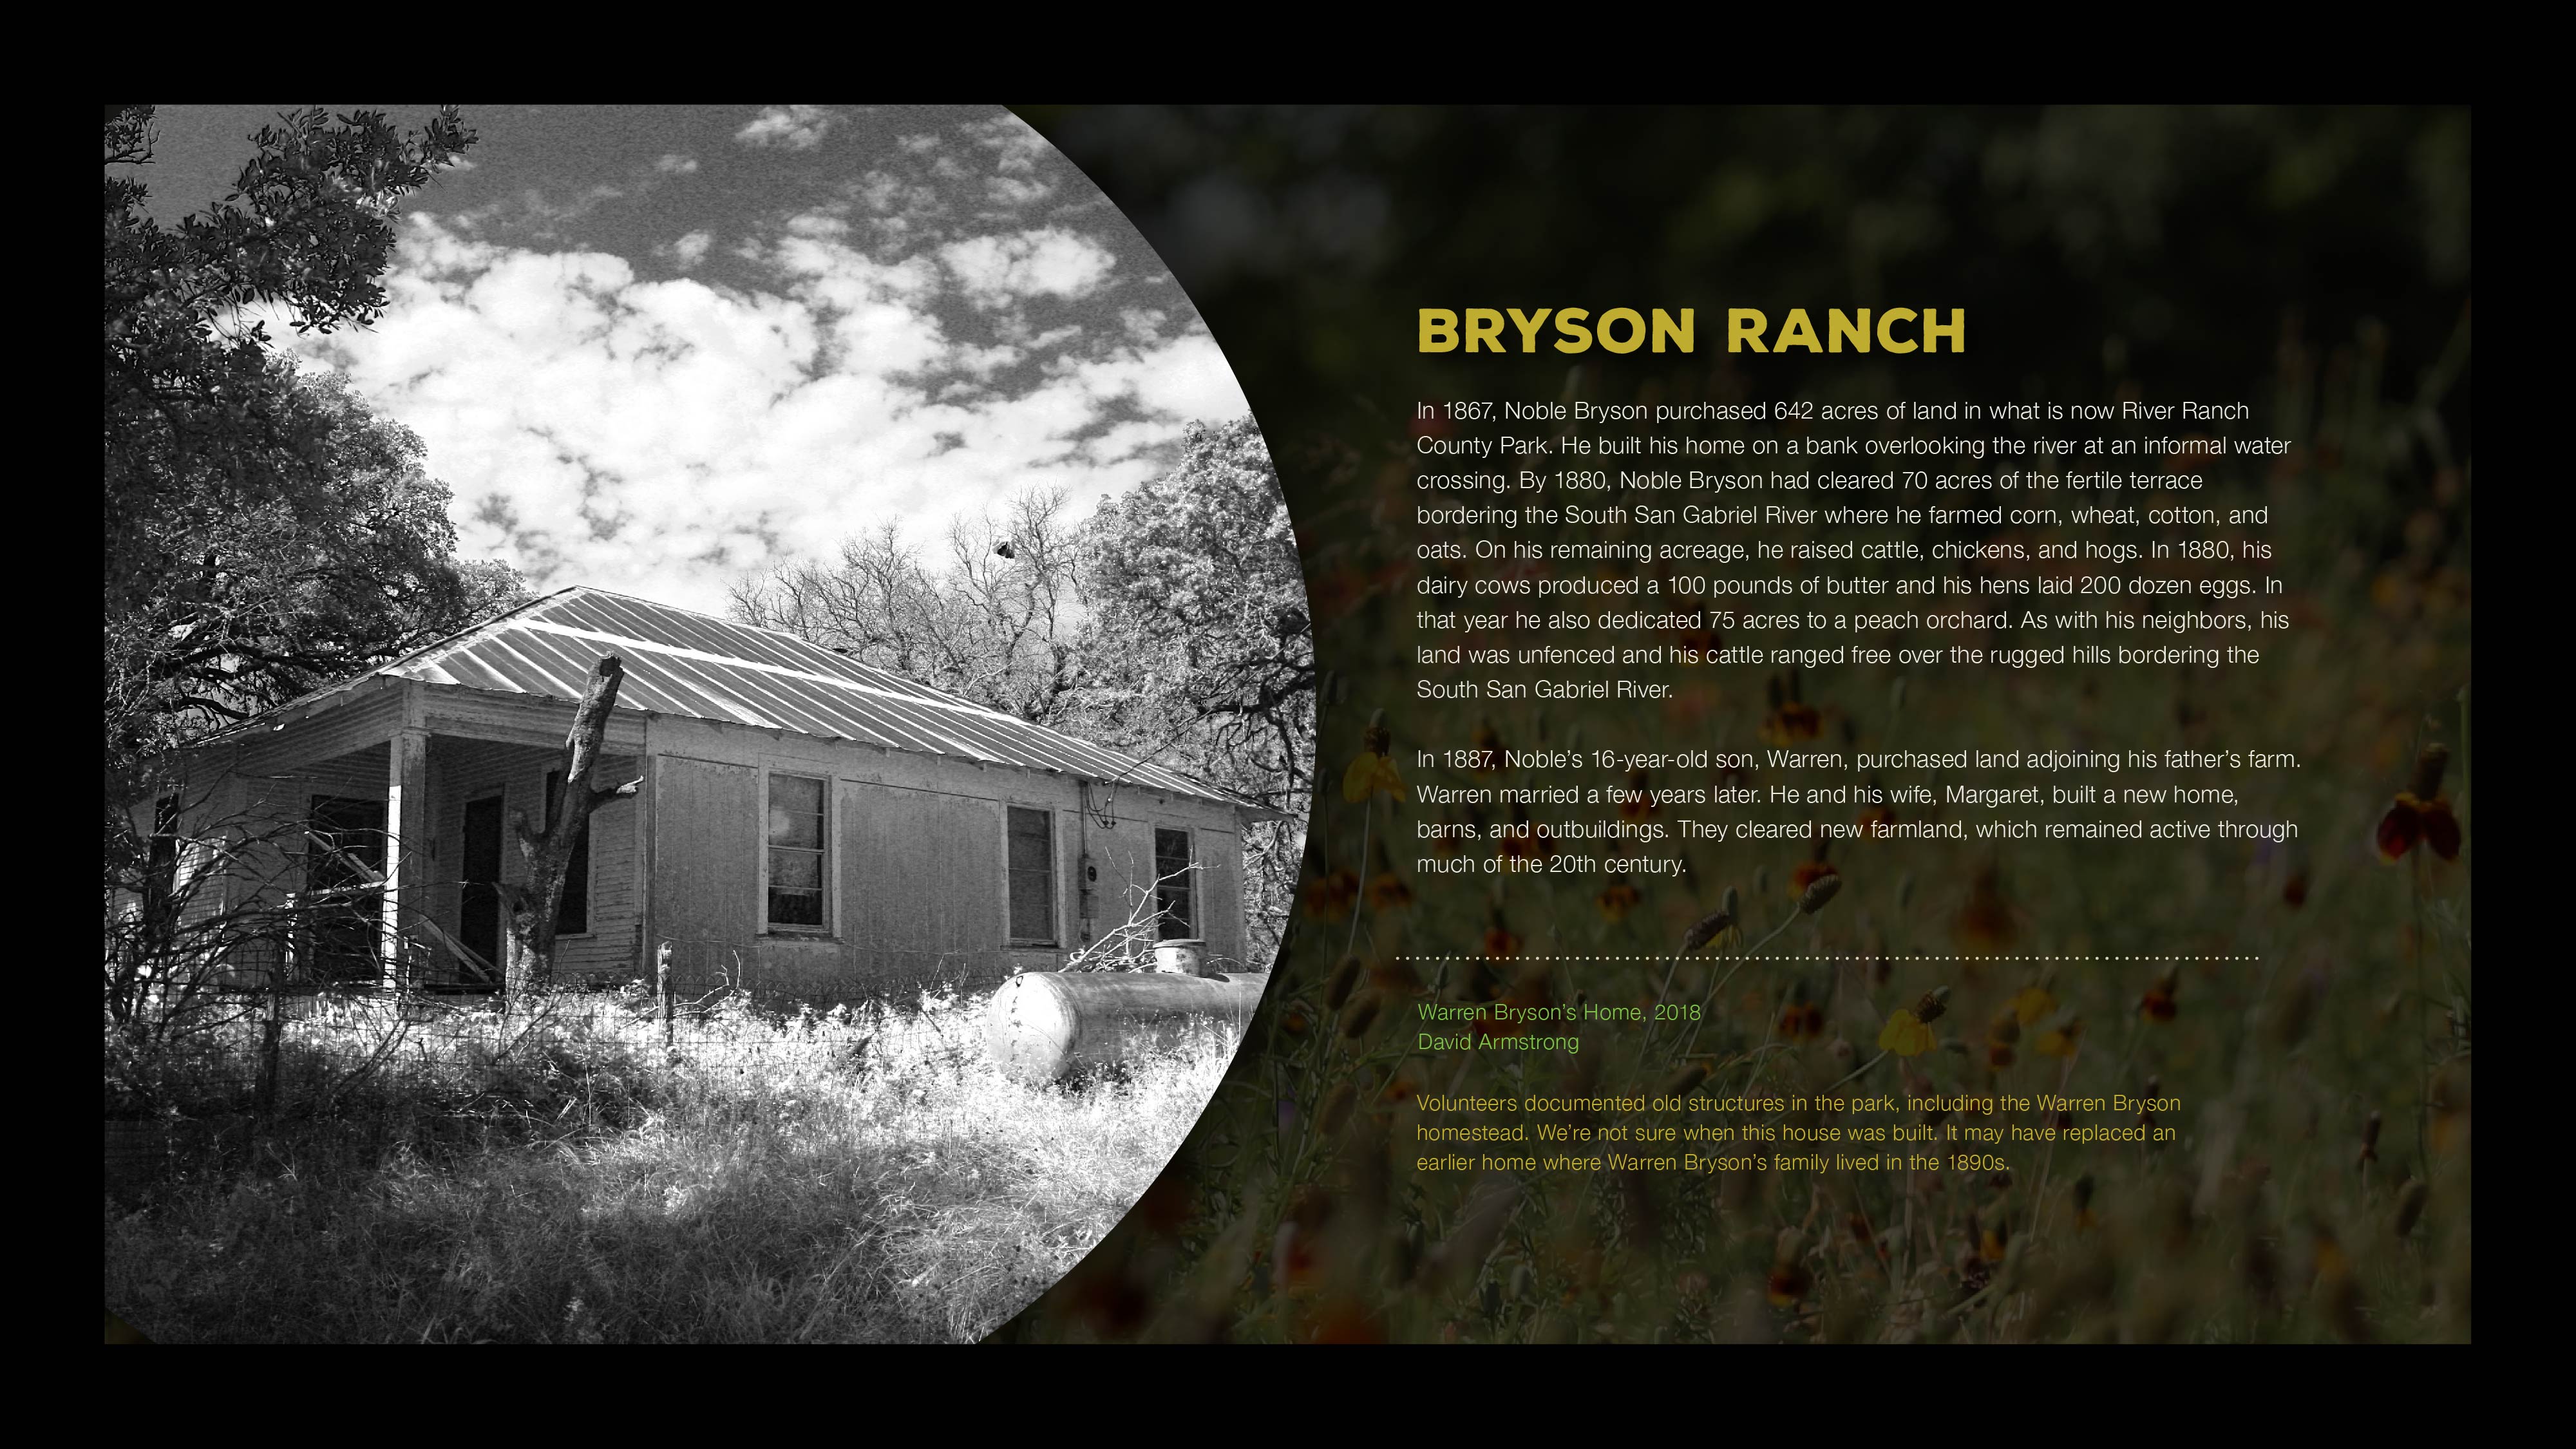 BRYSON RANCH
In 1867, Noble Bryson purchased 642 acres of land in what is now River Ranch
County Park. He built his home on a bank overlooking the river at an informal water
crossing. By 1880, Noble Bryson had cleared 70 acres of the fertile terrace
bordering the South San Gabriel River where he farmed corn, wheat, cotton, and
oats. On his remaining acreage, he raised cattle, chickens, and hogs. In 1880, his
dairy cows produced a 100 pounds of butter and his hens laid 200 dozen eggs. In
that year he also dedicated 75 acres to a peach orchard. As with his neighbors, his
land was unfenced and his cattle ranged free over the rugged hills bordering the
South San Gabriel River.
In 1887, Noble’s 16-year-old son, Warren, purchased land adjoining his father’s farm.
Warren married a few years later. He and his wife, Margaret, built a new home,
barns, and outbuildings. They cleared new farmland, which remained active through
much of the 20th century.
Warren Bryson’s Home, 2018
David Armstrong
Volunteers documented old structures in the park, including the Warren Bryson
homestead. We’re not sure when this house was built. It may have replaced an
earlier home where Warren Bryson’s family lived in the 1890s.